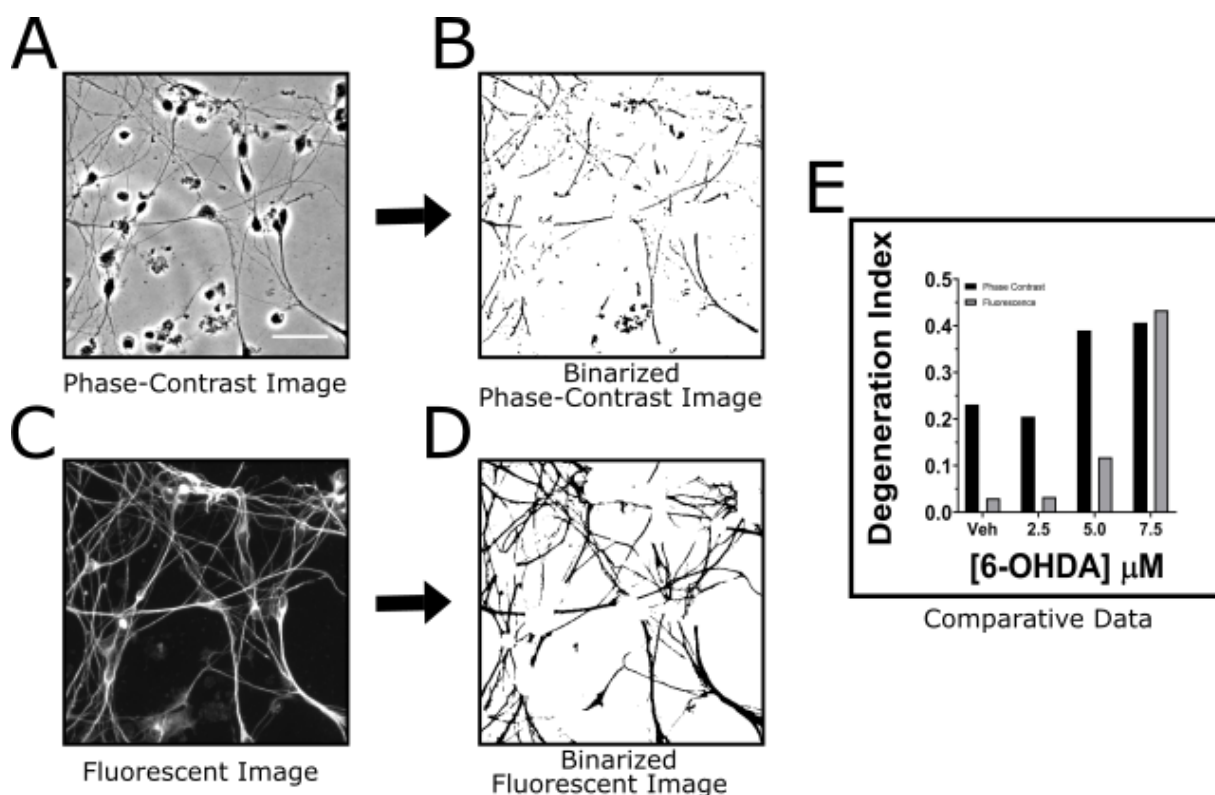 A
B
Phase-Contrast Image
Binarized
Phase-Contrast Image
C
D
Fluorescent Image
Binarized
Fluorescent Image
E
Degeneration Index
0.5
0.4
0.3
0.2
0.1
0.0
Phase Contrast
Fluorescence
Veh 2.5 5.0 7.5
[6-OHDA] μM
Comparative Data